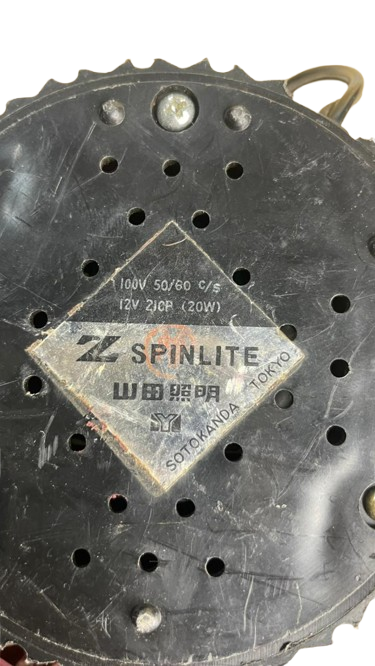 100V 50/60 C/S
12V 21CP (20W)
Z SPINLITE
山田照明
SOTOKANDA TOKYO